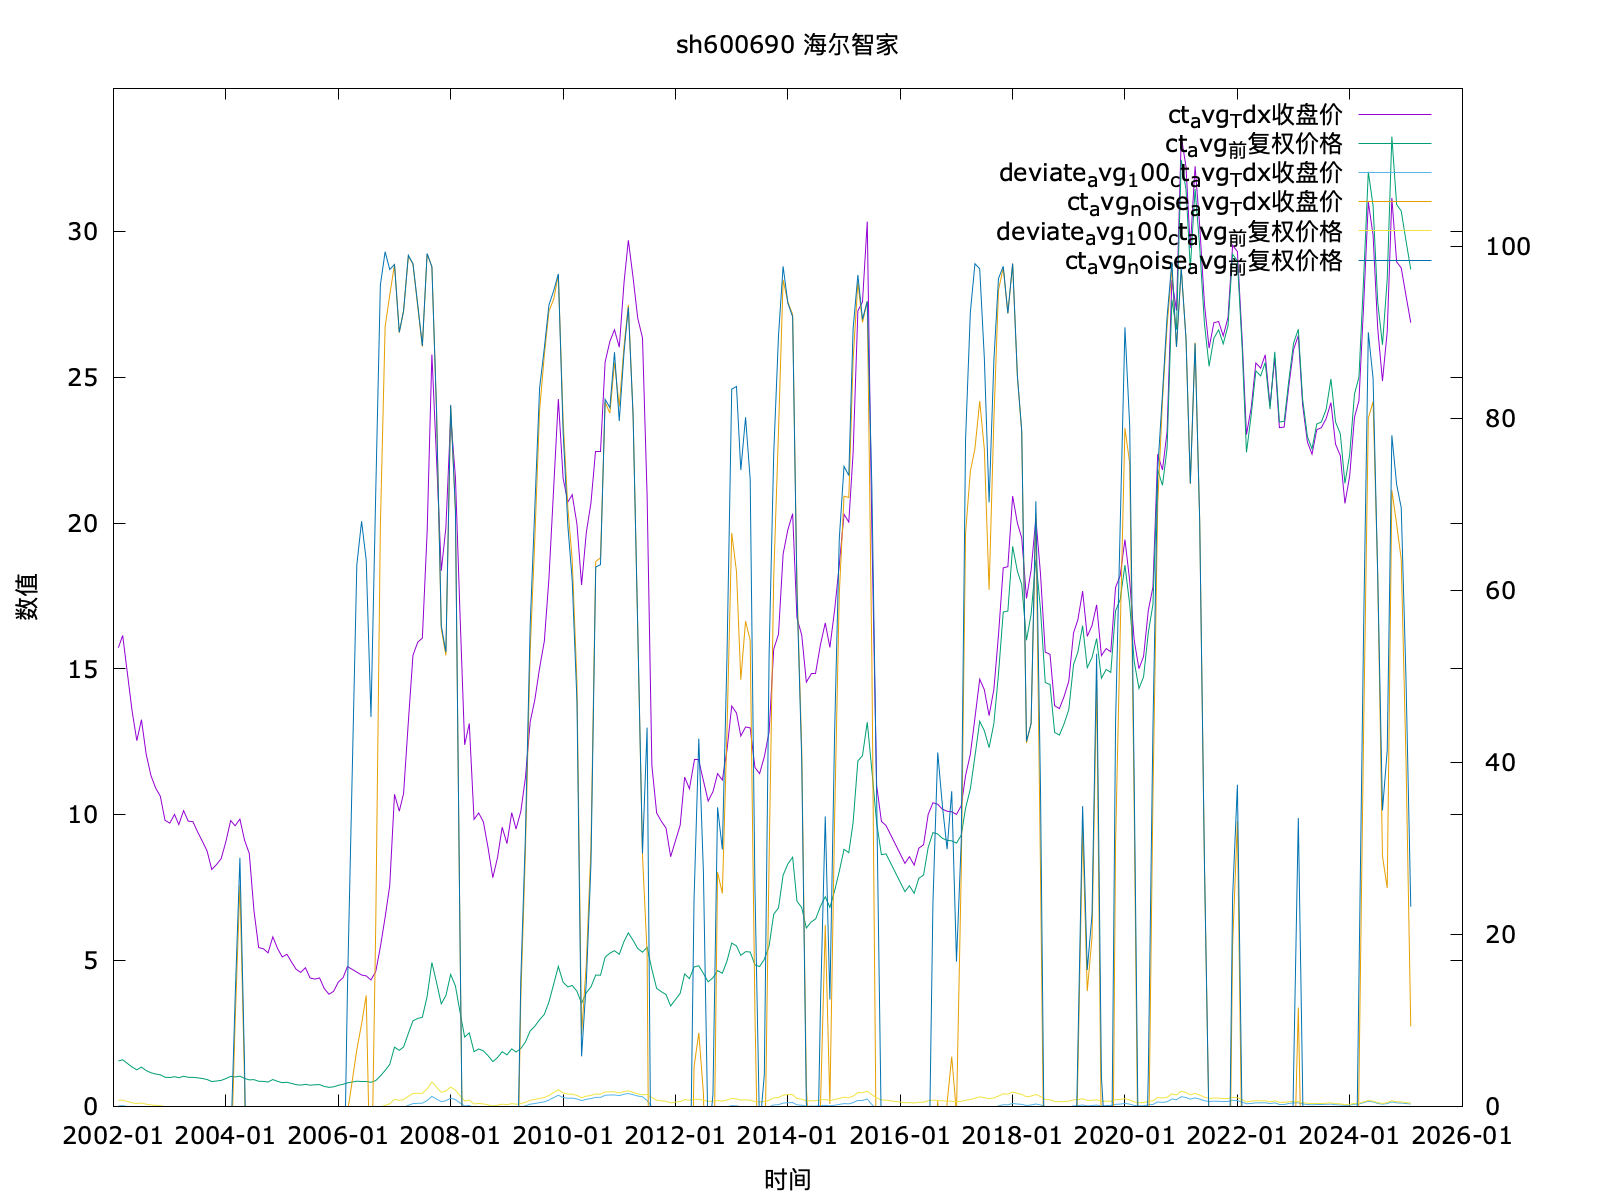 sh600690 海尔智家
ct_avg_Tdx收盘价
ct_avg_前复权价格
deviate_avg_100_ct_avg_Tdx收盘价
ct_avg_noise_avg_Tdx收盘价
deviate_avg_100_ct_avg_前复权价格
ct_avg_noise_avg_前复权价格
30
25
20
15
10
5
0
数值
100
80
60
40
20
0
2002-01 2004-01 2006-01 2008-01 2010-01 2012-01 2014-01 2016-01 2018-01 2020-01 2022-01 2024-01 2026-01
时间